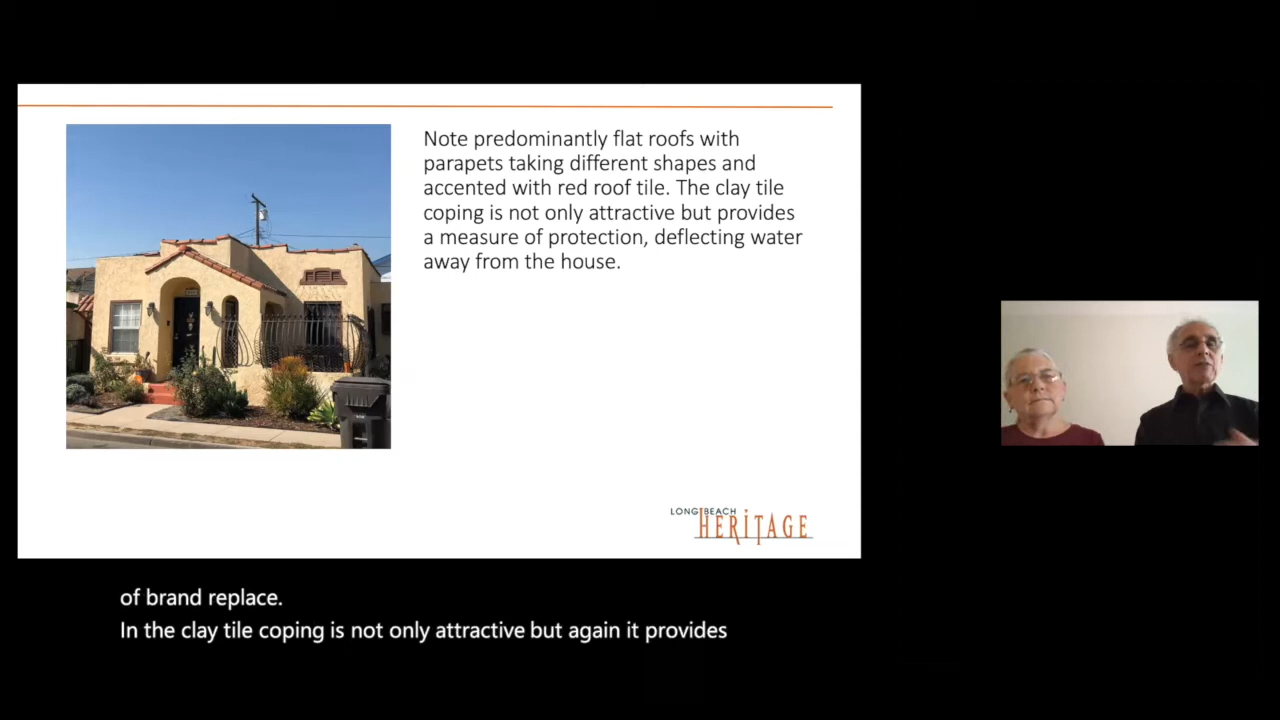 Note predominantly flat roofs with
parapets taking different shapes and
accented with red roof tile. The clay tile
coping is not only attractive but provides
a measure of protection, deflecting water
away from the house.
LONG BEACH
HERITAGE
of brand replace.
In the clay tile coping is not only attractive but again it provides